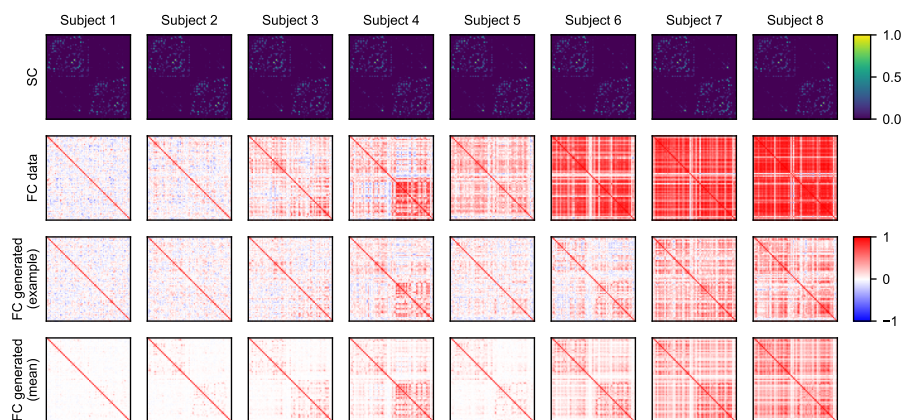 Subject 1 Subject 2 Subject 3 Subject 4 Subject 5 Subject 6 Subject 7 Subject 8
SC
1.0
0.5
0.0
FC data
FC generated
(example)
1
0
−1
FC generated
(mean)